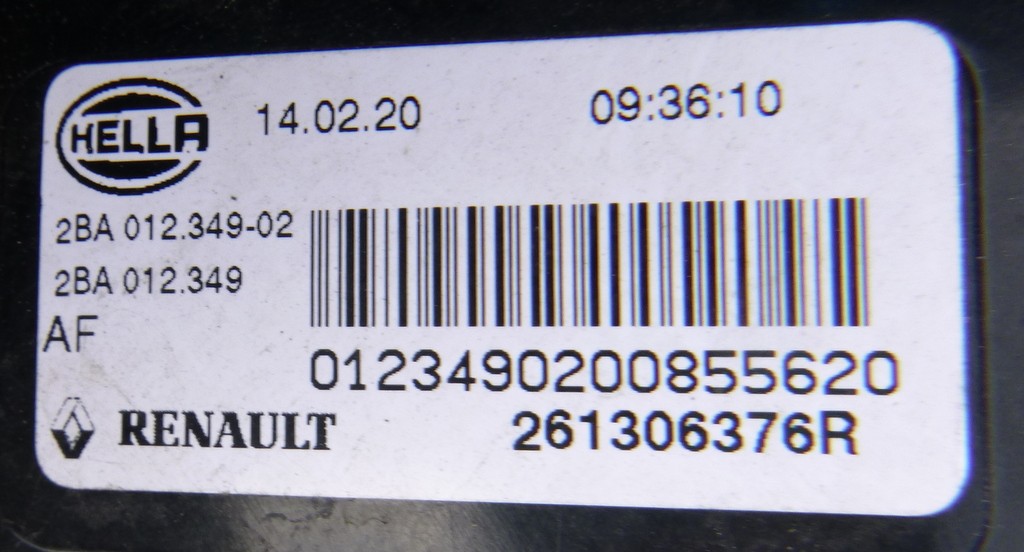 HELLA 14.02.20 09:36:10
2BA 012.349-02
2BA 012.349
AF
0123490200855620
RENAULT 261306376R